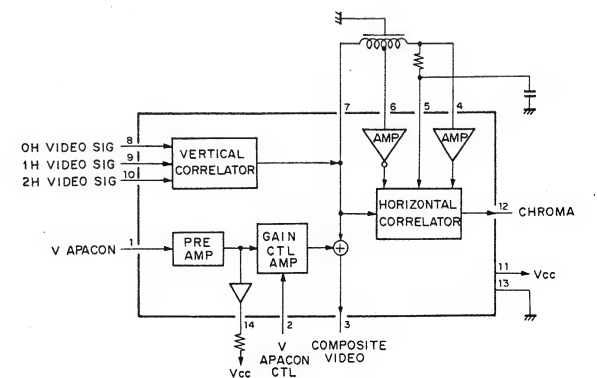 7
6
5
4
AMP
AMP
0H VIDEO SIG
8
1H VIDEO SIG
9
2H VIDEO SIG
10
VERTICAL
CORRELATOR
HORIZONTAL
CORRELATOR
12
CHROMA
V APACON
1
PRE
AMP
GAIN
CTL
AMP
11
Vcc
13
14
2
3
Vcc
V
APACON
CTL
COMPOSITE
VIDEO